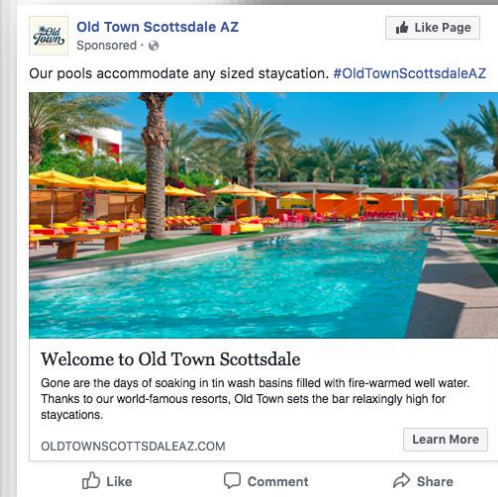 Old Town
Old Town Scottsdale AZ
Sponsored ·
Like Page
Our pools accommodate any sized staycation. #OldTownScottsdaleAZ
Welcome to Old Town Scottsdale
Gone are the days of soaking in tin wash basins filled with fire-warmed well water.
Thanks to our world-famous resorts, Old Town sets the bar relaxingly high for
staycations.
OLDTOWNSCOTTSDALEAZ.COM
Learn More
Like
Comment
Share